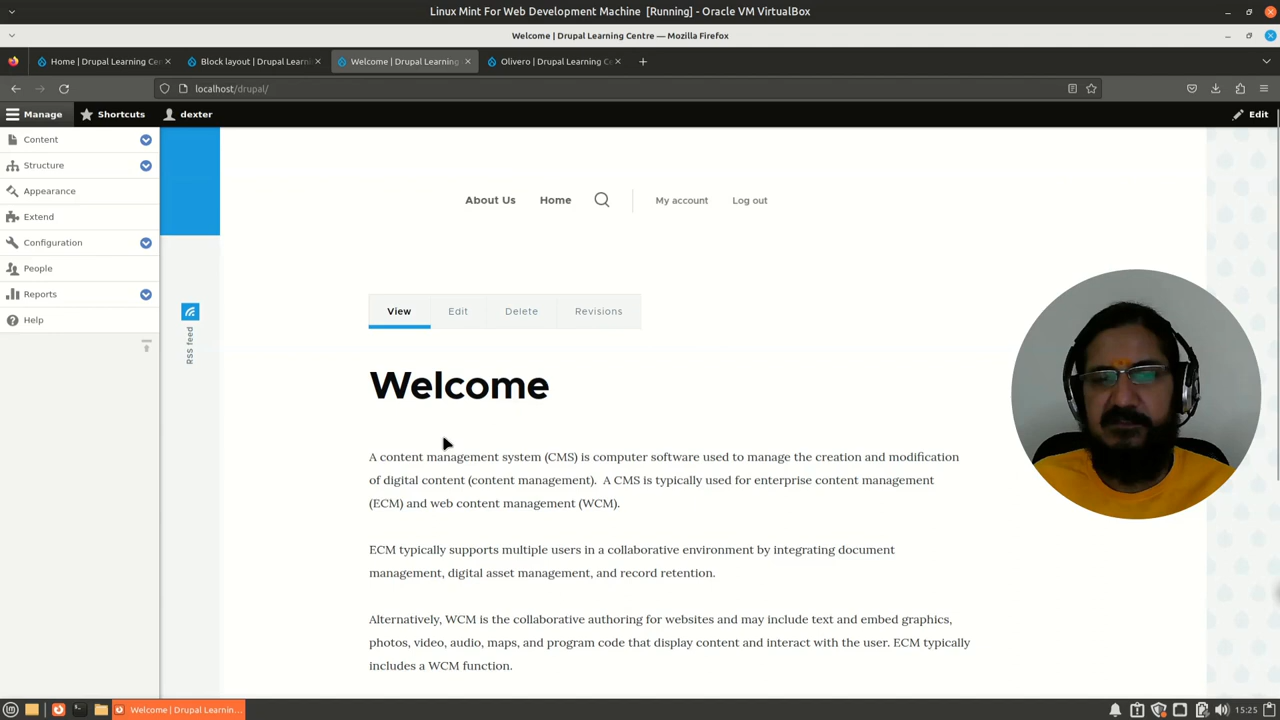 Linux Mint For Web Development Machine [Running] - Oracle VM VirtualBox
Welcome | Drupal Learning Centre — Mozilla Firefox
Home | Drupal Learning Ce
Block layout | Drupal Learni
Welcome | Drupal Learning
Olivero | Drupal Learning C
localhost/drupal/
Manage
Shortcuts
dexter
Edit
Content
Structure
Appearance
Extend
Configuration
People
Reports
Help
About Us
Home
My account
Log out
RSS feed
View
Edit
Delete
Revisions
Welcome
A content management system (CMS) is computer software used to manage the creation and modification
of digital content (content management).  A CMS is typically used for enterprise content management
(ECM) and web content management (WCM).
ECM typically supports multiple users in a collaborative environment by integrating document
management, digital asset management, and record retention.
Alternatively, WCM is the collaborative authoring for websites and may include text and embed graphics,
photos, video, audio, maps, and program code that display content and interact with the user. ECM typically
includes a WCM function.
Welcome | Drupal Learnin...
15:25